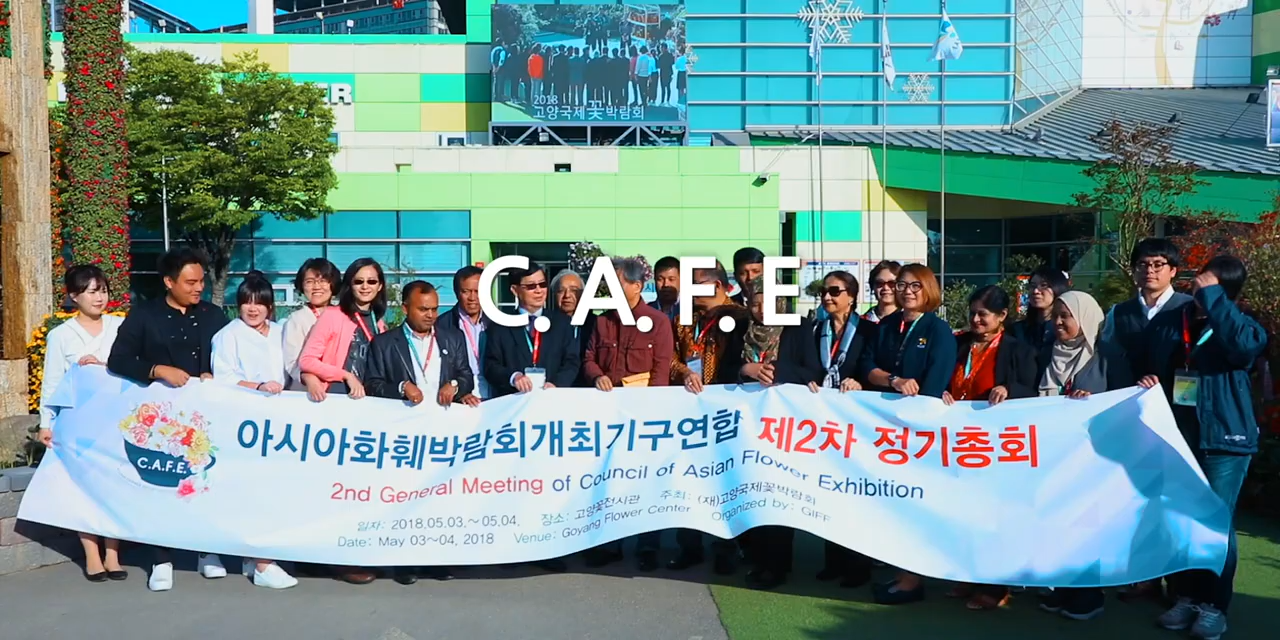 2018
고양국제꽃박람회
C.A.F.E
C.A.F.E.
아시아화훼박람회개최기구연합 제2차 정기총회
2nd General Meeting of Council of Asian Flower Exhibition
일자: 2018.05.03.~05.04. 장소: 고양꽃전시관 주최: (재)고양국제꽃박람회
Date: May 03~04, 2018 Venue: Goyang Flower Center Organized by: GIFF